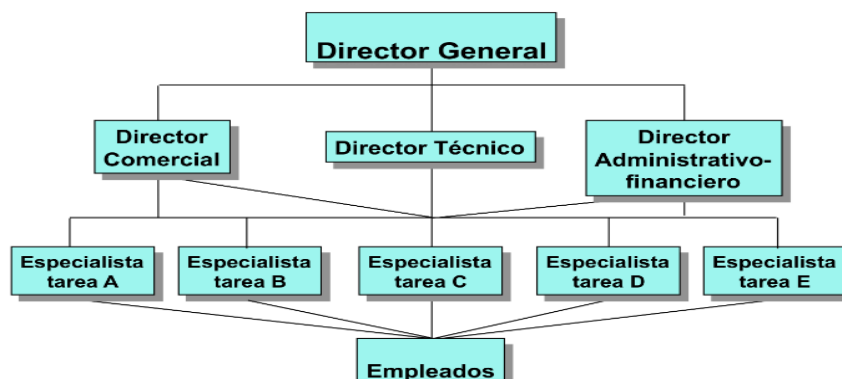 Director General
Director
Comercial
Director Técnico
Director
Administrativo-
financiero
Especialista
tarea A
Especialista
tarea B
Especialista
tarea C
Especialista
tarea D
Especialista
tarea E
Empleados